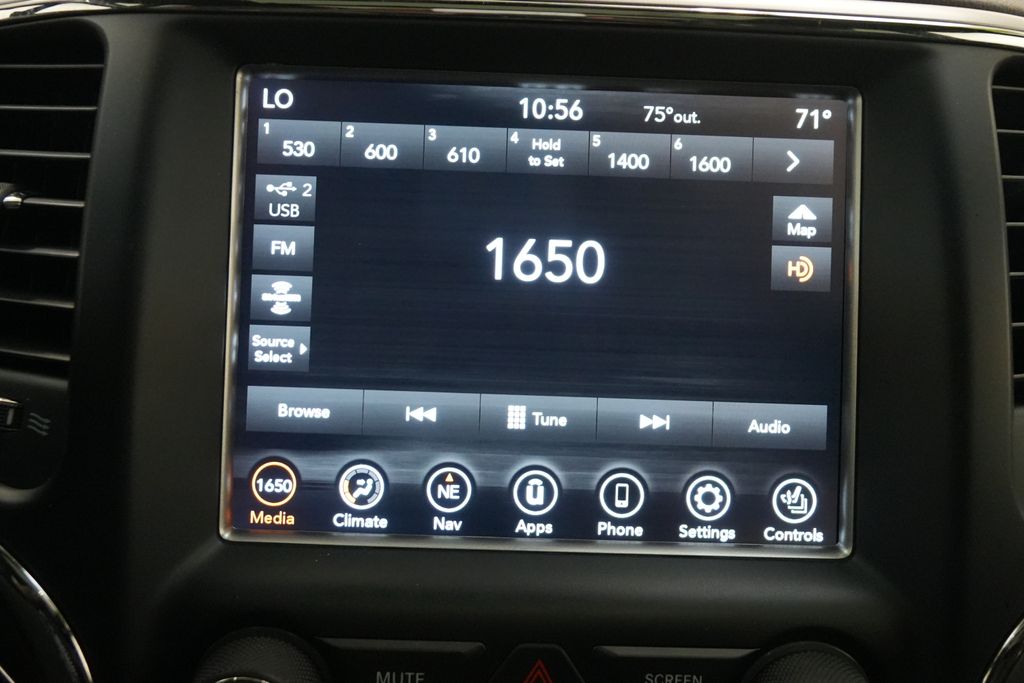 LO 10:56 75°out. 71°
1 530 2 600 3 610 4 Hold to Set 5 1400 6 1600
2
USB
Map
FM
1650
HD
Source
Select
Browse Tune Audio
1650 NE
Media Climate Nav Apps Phone Settings Controls
MUTE SCREEN